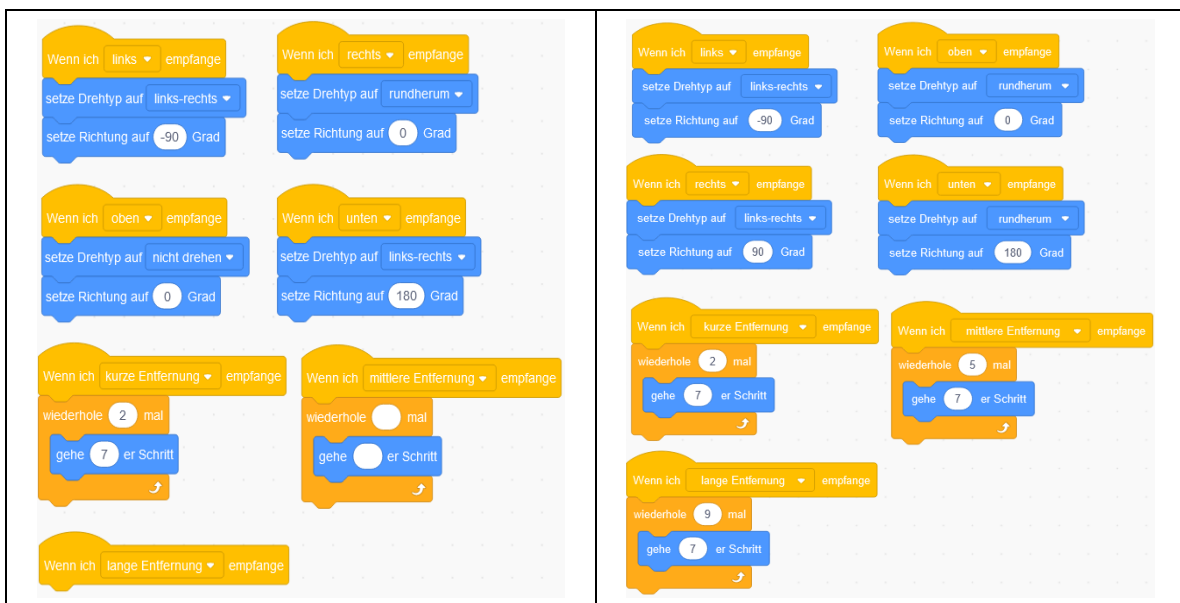 Wenn ich links empfange
setze Drehtyp auf links-rechts
setze Richtung auf -90 Grad
Wenn ich rechts empfange
setze Drehtyp auf rundherum
setze Richtung auf 0 Grad
Wenn ich oben empfange
setze Drehtyp auf nicht drehen
setze Richtung auf 0 Grad
Wenn ich unten empfange
setze Drehtyp auf links-rechts
setze Richtung auf 180 Grad
Wenn ich kurze Entfernung empfange
wiederhole 2 mal
gehe 7 er Schritt
Wenn ich mittlere Entfernung empfange
wiederhole mal
gehe er Schritt
Wenn ich lange Entfernung empfange
Wenn ich links empfange
setze Drehtyp auf links-rechts
setze Richtung auf -90 Grad
Wenn ich oben empfange
setze Drehtyp auf rundherum
setze Richtung auf 0 Grad
Wenn ich rechts empfange
setze Drehtyp auf links-rechts
setze Richtung auf 90 Grad
Wenn ich unten empfange
setze Drehtyp auf rundherum
setze Richtung auf 180 Grad
Wenn ich kurze Entfernung empfange
wiederhole 2 mal
gehe 7 er Schritt
Wenn ich mittlere Entfernung empfange
wiederhole 5 mal
gehe 7 er Schritt
Wenn ich lange Entfernung empfange
wiederhole 9 mal
gehe 7 er Schritt